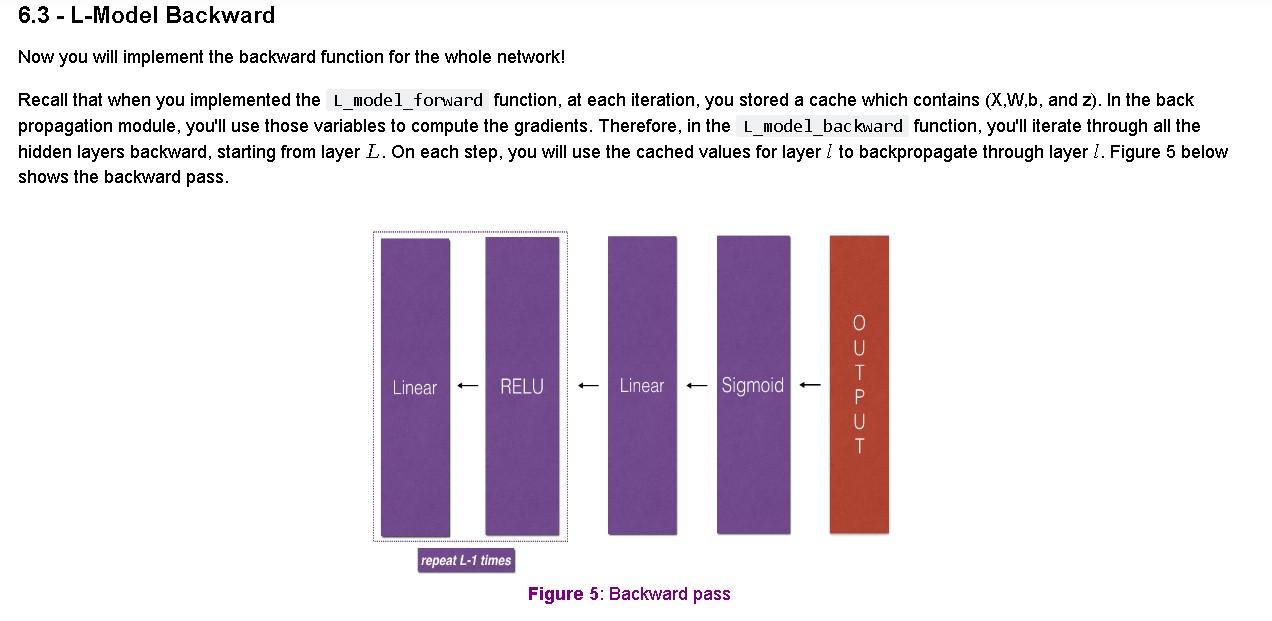 6.3 - L-Model Backward
Now you will implement the backward function for the whole network!
Recall that when you implemented the L_model_forward function, at each iteration, you stored a cache which contains (X,W,b, and z). In the back
propagation module, you'll use those variables to compute the gradients. Therefore, in the L_model_backward function, you'll iterate through all the
hidden layers backward, starting from layer L. On each step, you will use the cached values for layer l to backpropagate through layer l. Figure 5 below
shows the backward pass.
Linear ← RELU ← Linear ← Sigmoid ← OUTPUT
repeat L-1 times
Figure 5: Backward pass